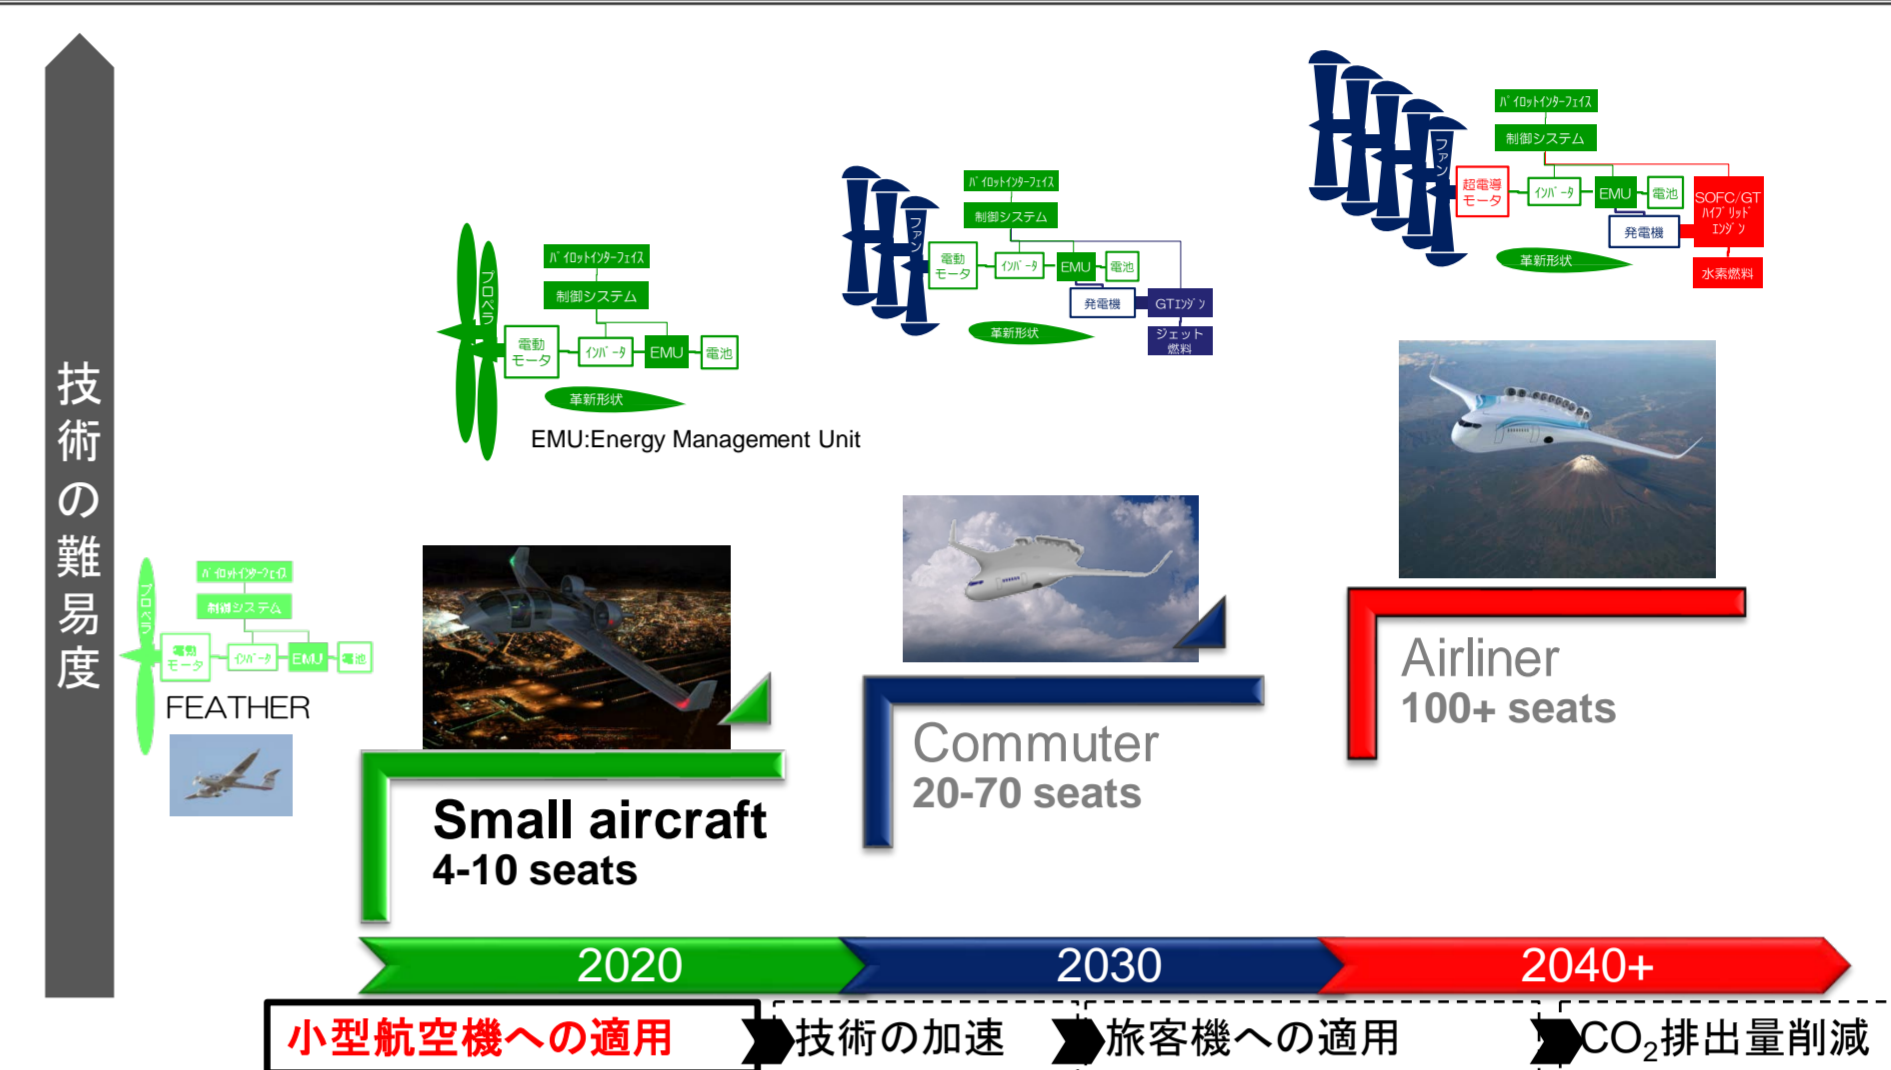 技術の難易度
プロペラ
パイロットインターフェイス
制御システム
電動
モータ
インバータ
EMU
電池
FEATHER
プロペラ
パイロットインターフェイス
制御システム
電動
モータ
インバータ
EMU
電池
革新形状
EMU:Energy Management Unit
ファン
パイロットインターフェイス
制御システム
電動
モータ
インバータ
EMU
電池
発電機
GTエンジン
ジェット
燃料
革新形状
ファン
パイロットインターフェイス
制御システム
超電導
モータ
インバータ
EMU
電池
SOFC/GT
ハイブリッド
エンジン
発電機
水素燃料
革新形状
Small aircraft
4-10 seats
Commuter
20-70 seats
Airliner
100+ seats
2020
2030
2040+
小型航空機への適用
技術の加速
旅客機への適用
CO₂排出量削減